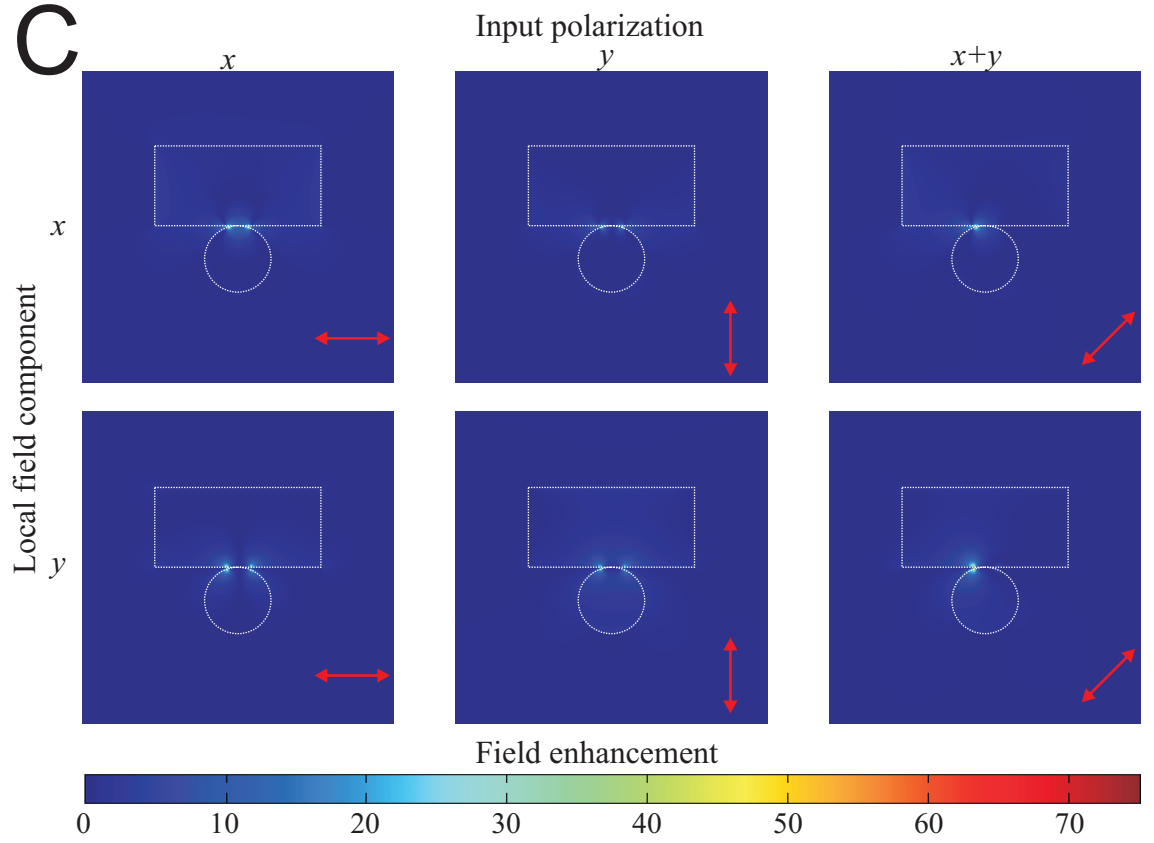 C
Input polarization
x y x+y
Local field component
x
y
Field enhancement
0 10 20 30 40 50 60 70